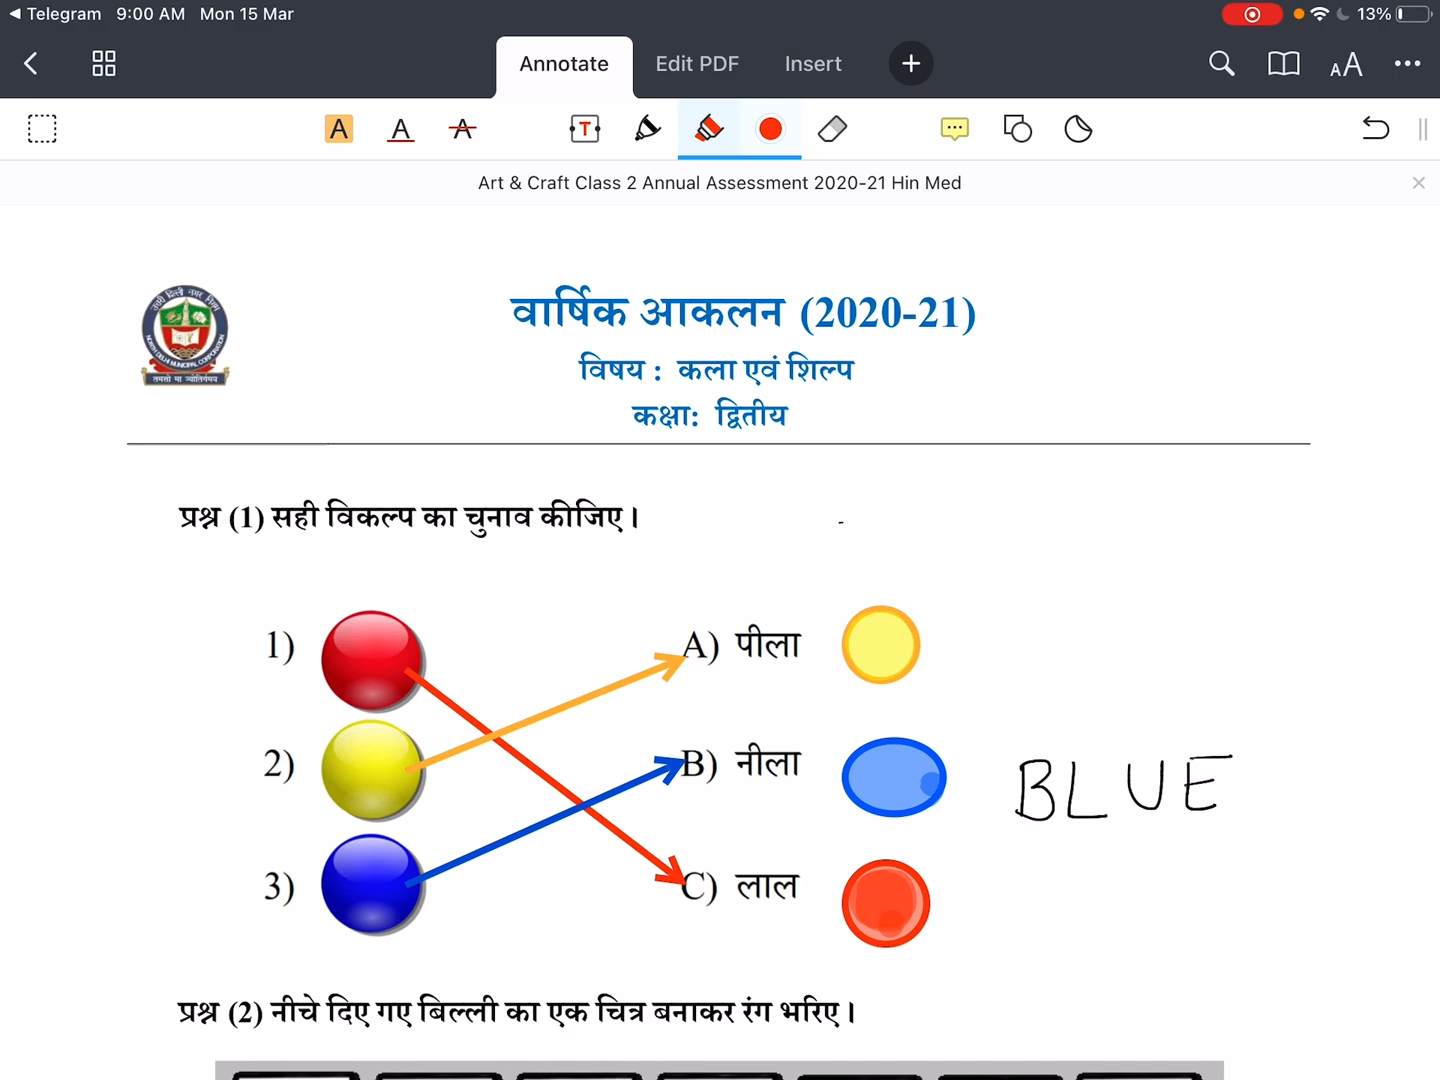 Telegram 9:00 AM Mon 15 Mar 13%
Annotate Edit PDF Insert
Art & Craft Class 2 Annual Assessment 2020-21 Hin Med
वार्षिक आकलन (2020-21)
विषय : कला एवं शिल्प
कक्षा: द्वितीय
प्रश्न (1) सही विकल्प का चुनाव कीजिए।
1) A) पीला
2) B) नीला BLUE
3) C) लाल
प्रश्न (2) नीचे दिए गए बिल्ली का एक चित्र बनाकर रंग भरिए।